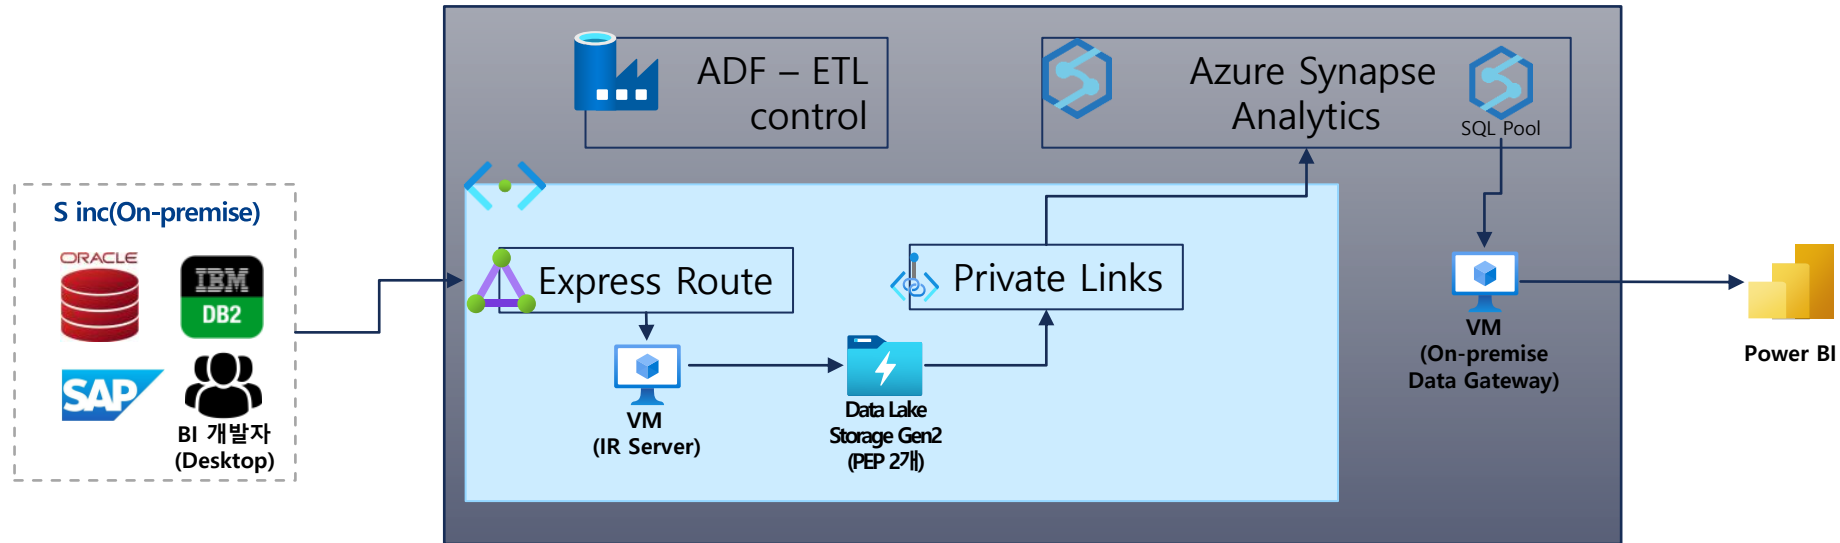 ADF – ETL
control
Azure Synapse
Analytics
SQL Pool
S inc(On-premise)
ORACLE
IBM
DB2
SAP
BI 개발자
(Desktop)
Express Route
Private Links
VM
(IR Server)
Data Lake
Storage Gen2
(PEP 2개)
VM
(On-premise
Data Gateway)
Power BI